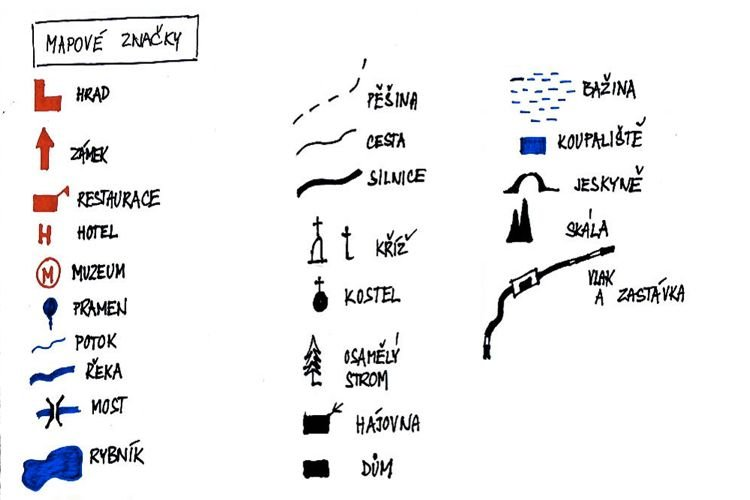 MAPOVÉ ZNAČKY
HRAD
ZÁMEK
RESTAURACE
H HOTEL
M MUZEUM
PRAMEN
POTOK
ŘEKA
MOST
RYBNÍK
PĚŠINA
CESTA
SILNICE
KŘÍŽ
KOSTEL
OSAMĚLÝ
STROM
HÁJOVNA
DŮM
BAŽINA
KOUPALIŠTĚ
JESKYNĚ
SKÁLA
VLAK
A ZASTÁVKA